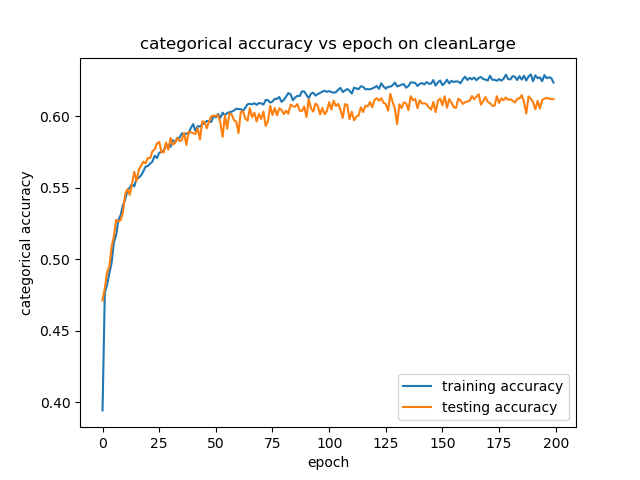 categorical accuracy vs epoch on cleanLarge
categorical accuracy
0.60
0.55
0.50
0.45
0.40
training accuracy
testing accuracy
0 25 50 75 100 125 150 175 200
epoch